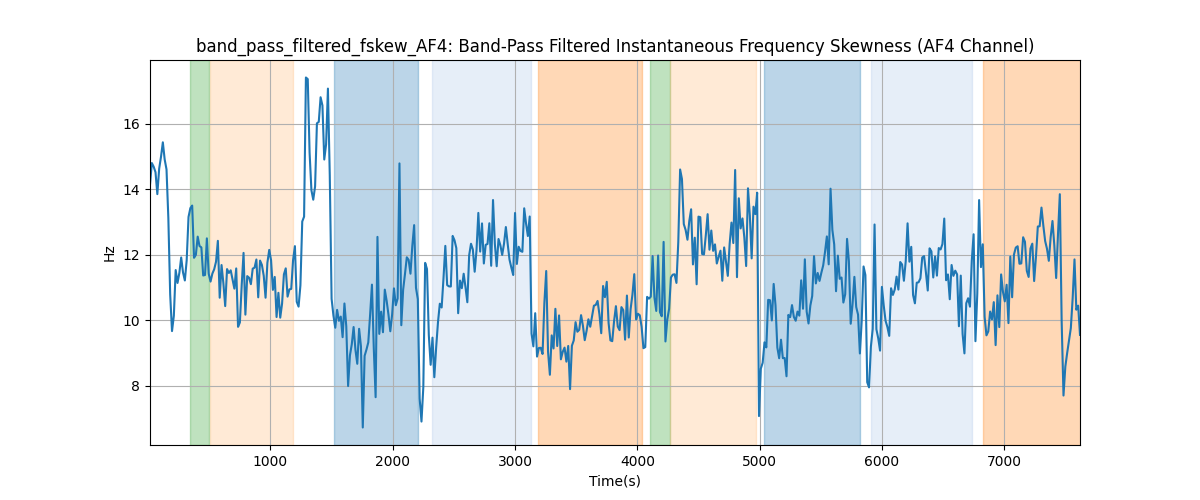 band_pass_filtered_fskew_AF4: Band-Pass Filtered Instantaneous Frequency Skewness (AF4 Channel)
16
14
12
10
8
Hz
1000 2000 3000 4000 5000 6000 7000
Time(s)